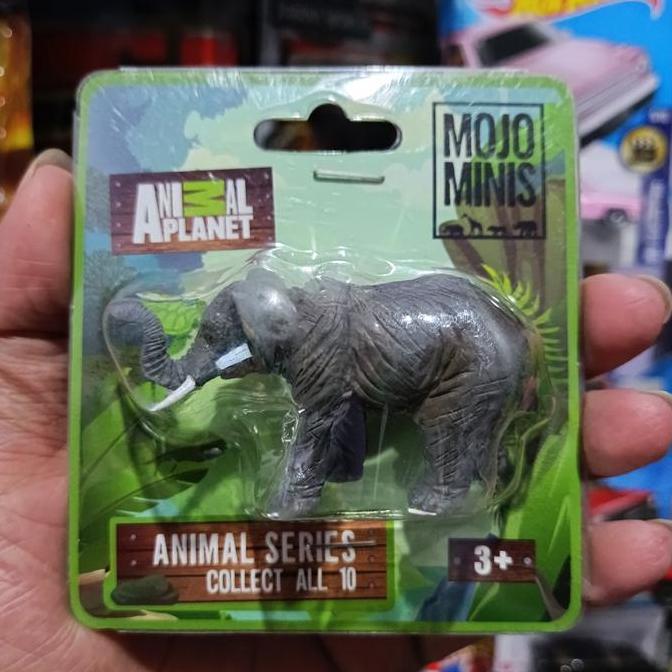 MOJO
MINIS
ANIMAL
PLANET
ANIMAL SERIES
COLLECT ALL 10
3+